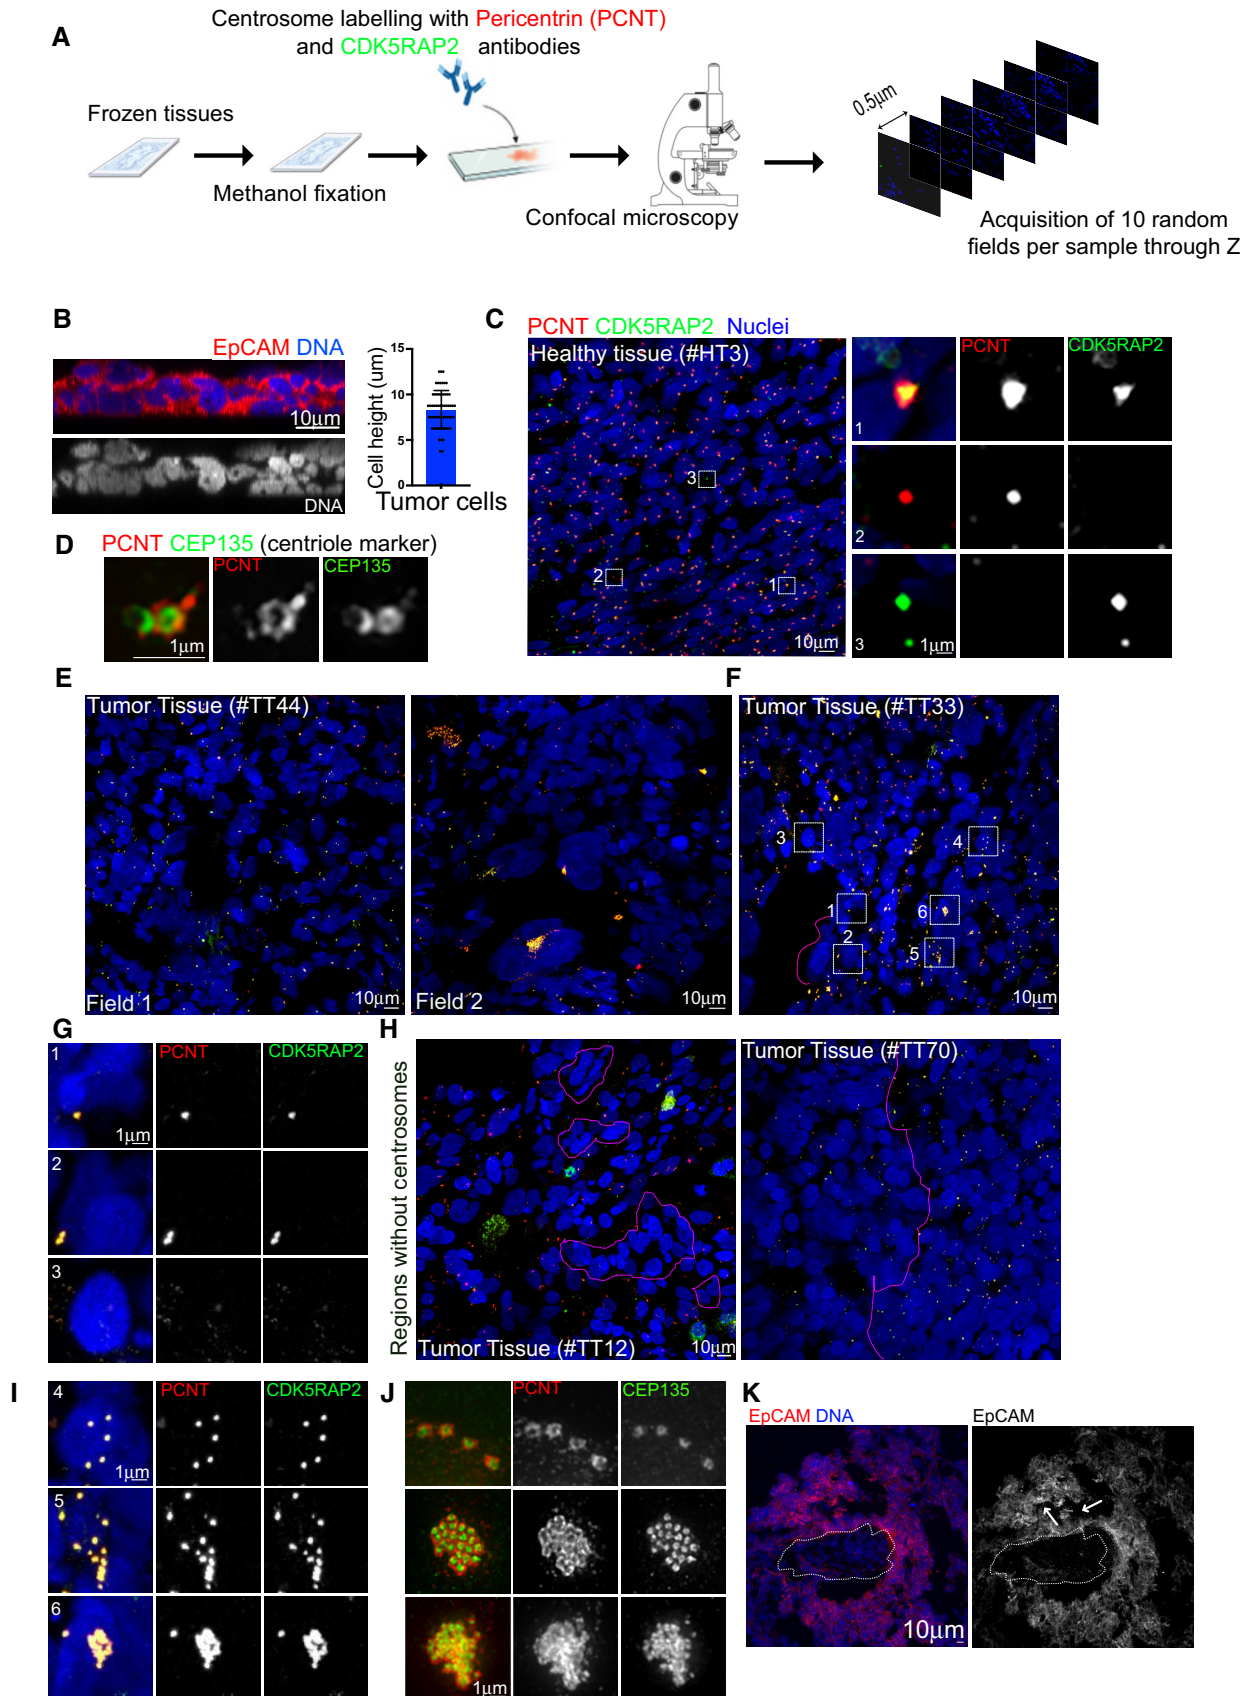 A
Centrosome labelling with Pericentrin (PCNT)
and CDK5RAP2 antibodies
Frozen tissues
Methanol fixation
Confocal microscopy
0.5μm
Acquisition of 10 random
fields per sample through Z
B
EpCAM DNA
10μm
DNA
Cell height (um)
15
10
5
0
Tumor cells
C
PCNT CDK5RAP2 Nuclei
Healthy tissue (#HT3)
3
2
1
10μm
PCNT
CDK5RAP2
1
2
3
1μm
D
PCNT CEP135 (centriole marker)
PCNT
CEP135
1μm
E
Tumor Tissue (#TT44)
Field 1
10μm
Field 2
10μm
F
Tumor Tissue (#TT33)
3
4
1
6
2
5
10μm
G
1
PCNT
CDK5RAP2
1μm
2
3
H
Regions without centrosomes
Tumor Tissue (#TT12)
10μm
Tumor Tissue (#TT70)
I
4
PCNT
CDK5RAP2
1μm
5
6
J
PCNT
CEP135
1μm
K
EpCAM DNA
EpCAM
10μm